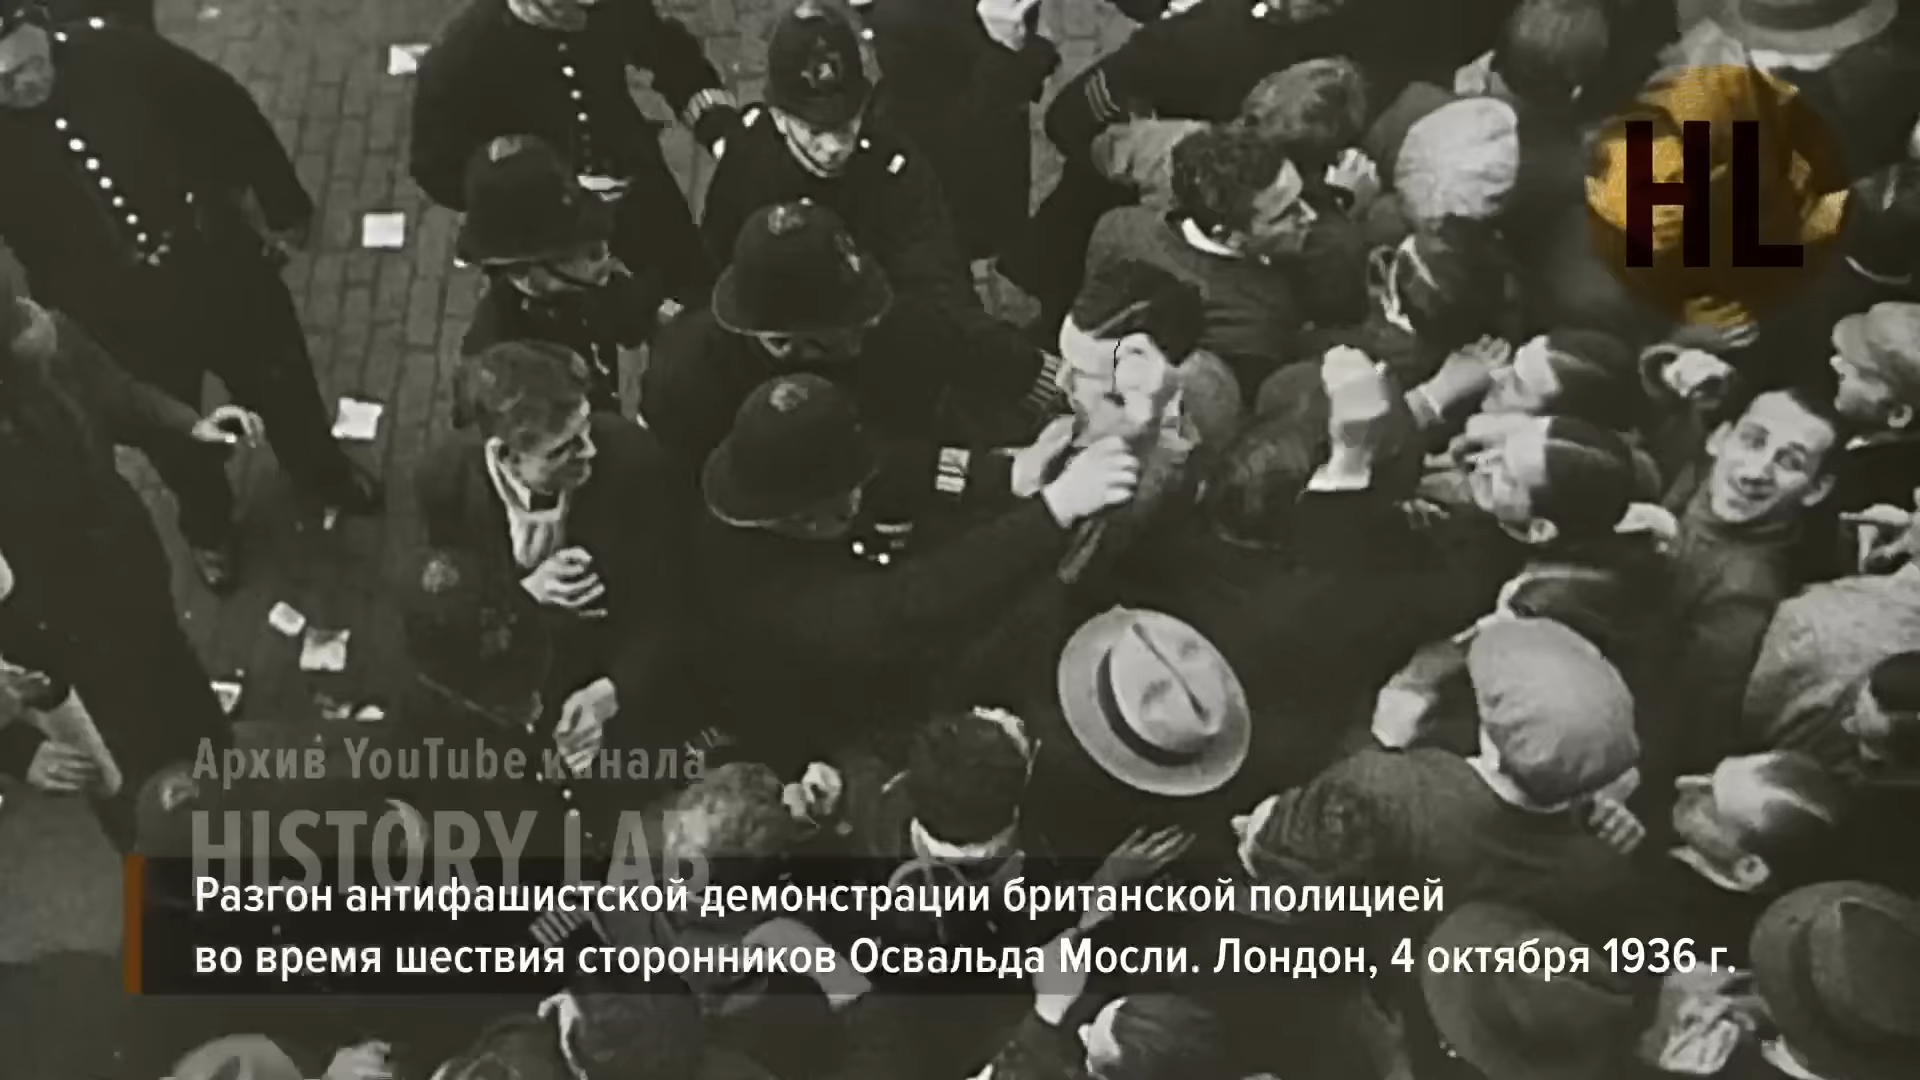 HL
Архив YouTube канала
HISTORY LAB
Разгон антифашистской демонстрации британской полицией
во время шествия сторонников Освальда Мосли. Лондон, 4 октября 1936 г.